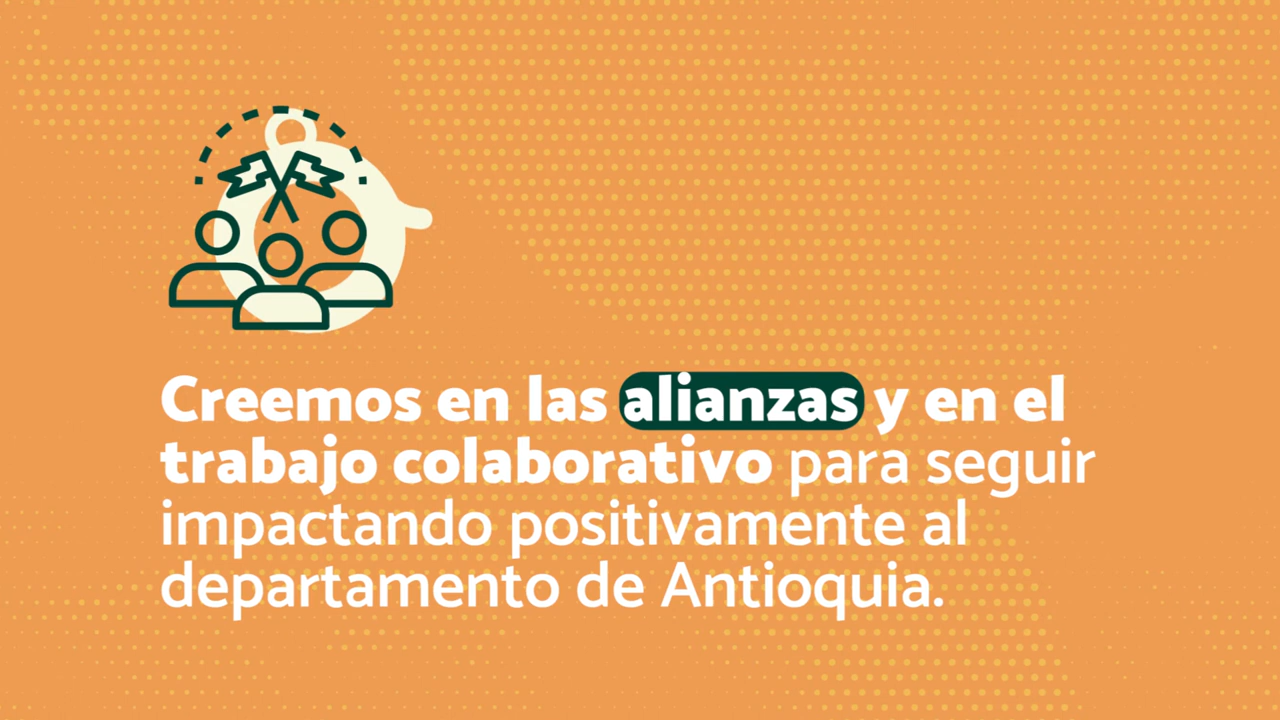 Creemos en las alianzas y en el
trabajo colaborativo para seguir
impactando positivamente al
departamento de Antioquia.